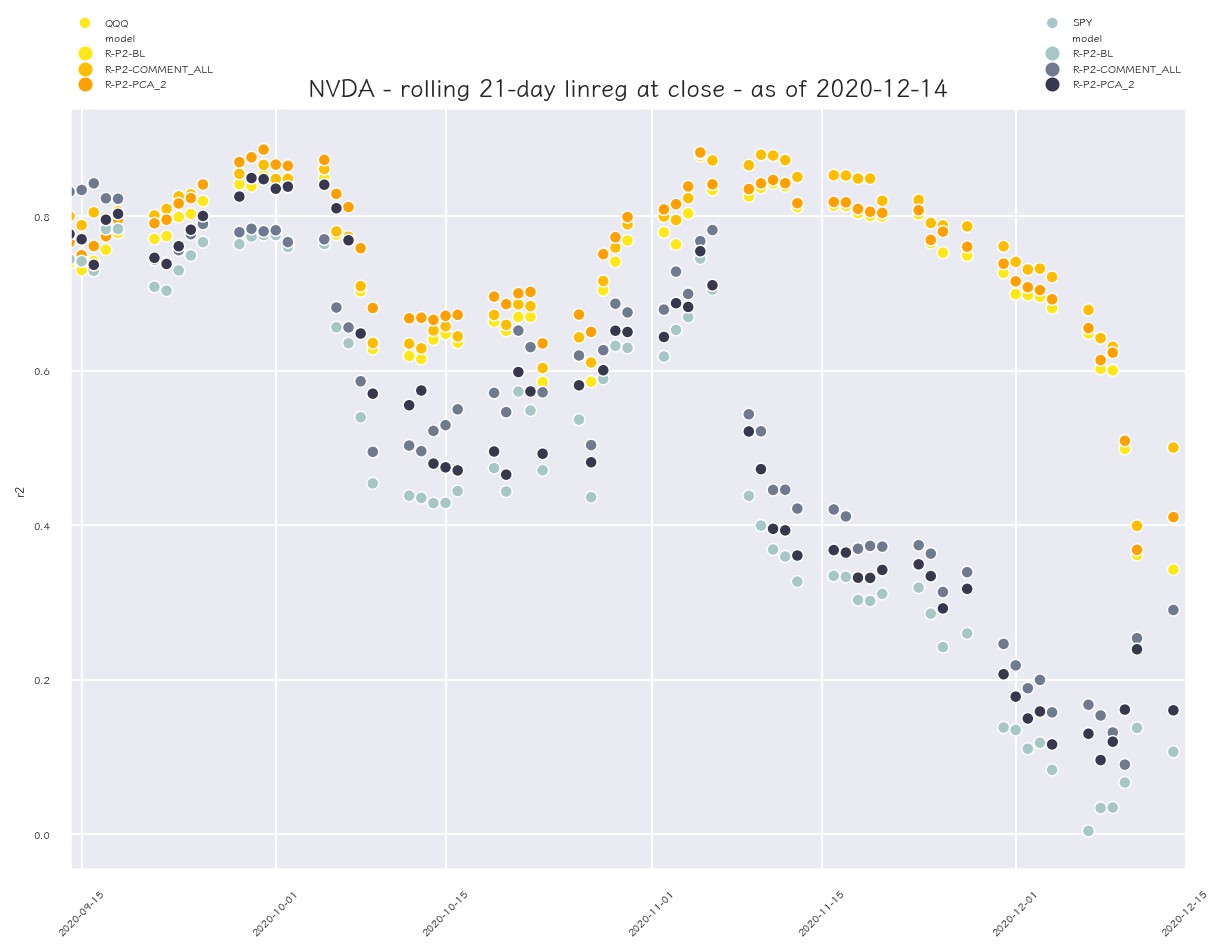 QQQ
model
R-P2-BL
R-P2-COMMENT_ALL
R-P2-PCA_2
SPY
model
R-P2-BL
R-P2-COMMENT_ALL
R-P2-PCA_2
NVDA - rolling 21-day linreg at close - as of 2020-12-14
0.8
0.6
0.4
0.2
0.0
r2
2020-09-15
2020-10-01
2020-10-15
2020-11-01
2020-11-15
2020-12-01
2020-12-15